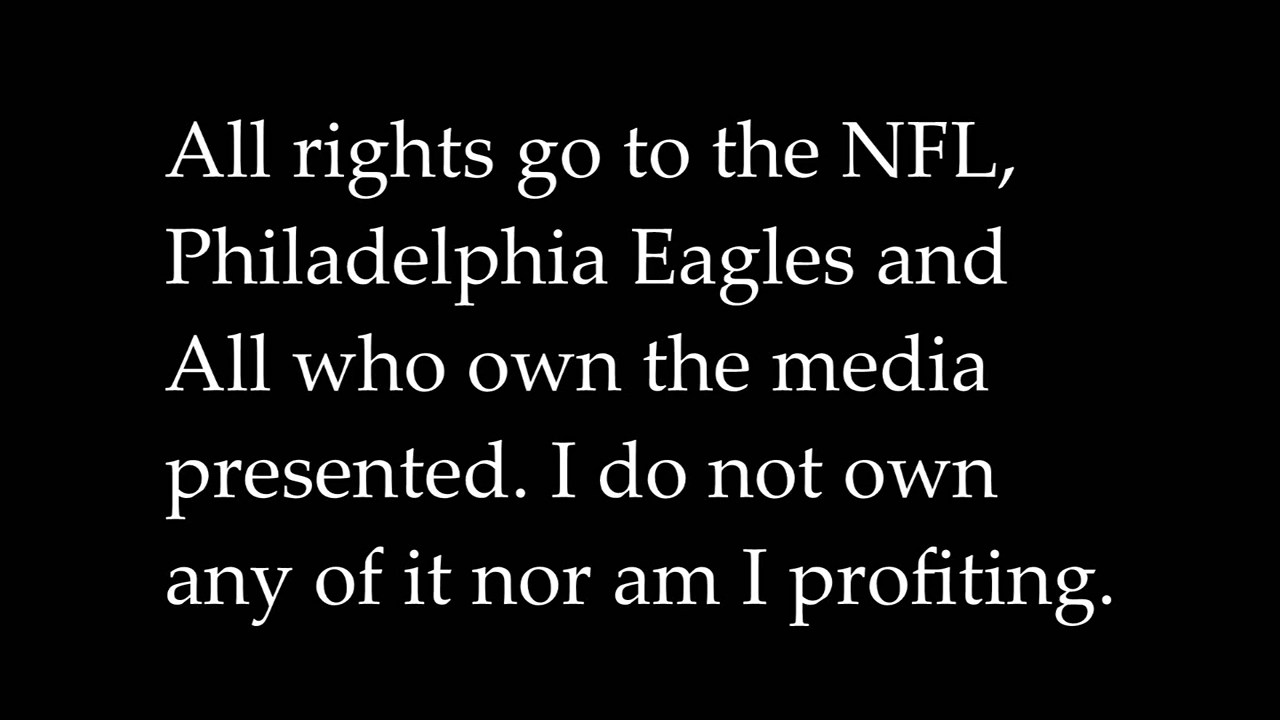 All rights go to the NFL,
Philadelphia Eagles and
All who own the media
presented. I do not own
any of it nor am I profiting.